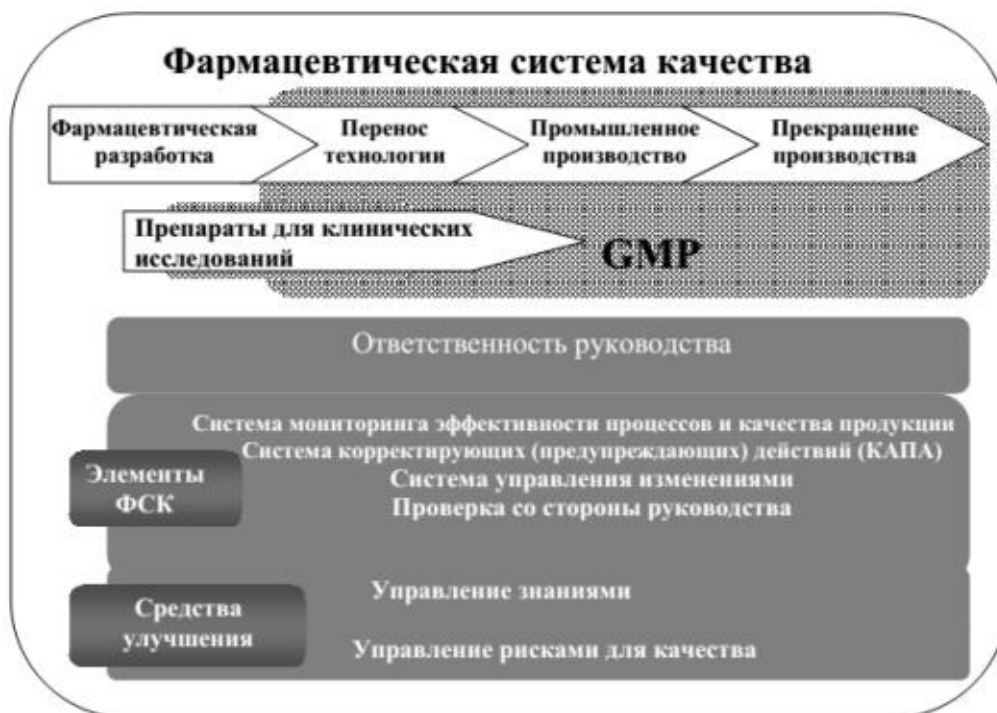 Фармацевтическая система качества
Фармацевтическая
разработка
Перенос
технологии
Промышленное
производство
Прекращение
производства
Препараты для клинических
исследований
GMP
Ответственность руководства
Система мониторинга эффективности процессов и качества продукции
Система корректирующих (предупреждающих) действий (КАПА)
Система управления изменениями
Проверка со стороны руководства
Элементы
ФСК
Управление знаниями
Средства
улучшения
Управление рисками для качества